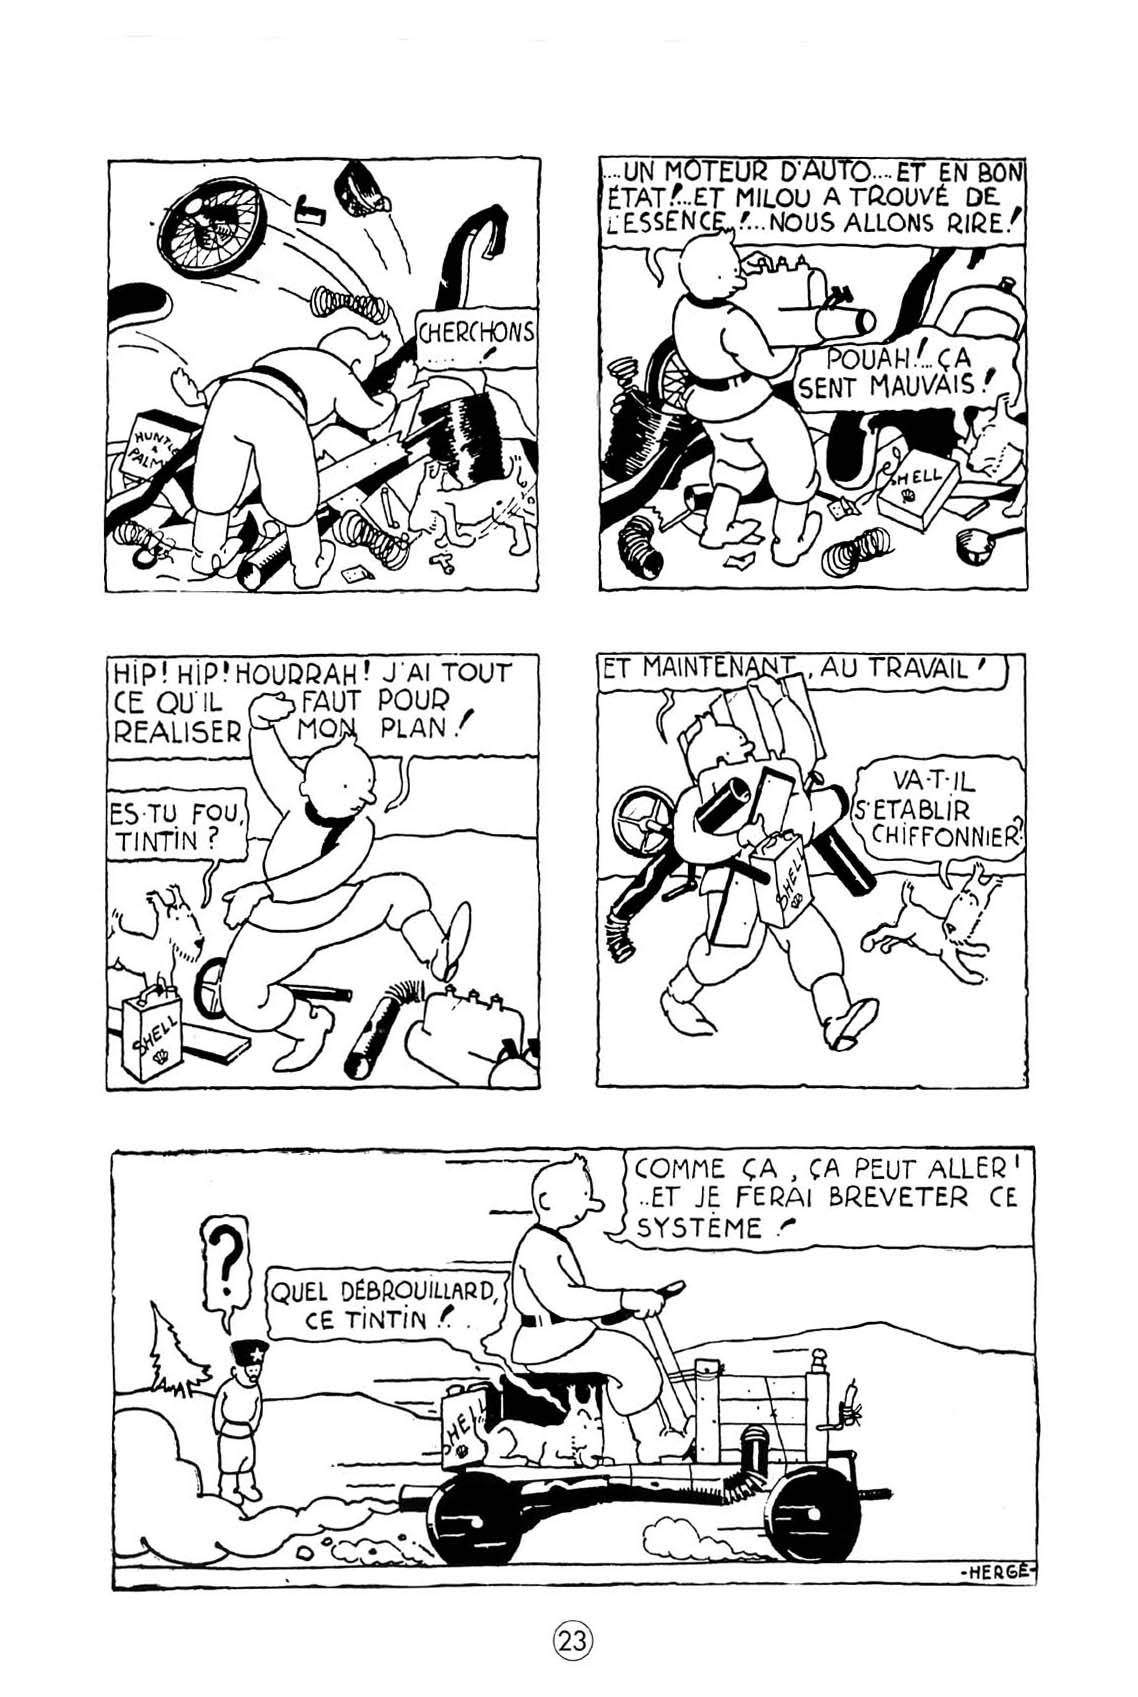 CHERCHONS
..... !
HUNTLE
&
PALM
....UN MOTEUR D'AUTO....ET EN BON
ÉTAT!...ET MILOU A TROUVÉ DE
L'ESSENCE !...NOUS ALLONS RIRE!
POUAH!...ÇA
SENT MAUVAIS!
SHELL
HIP! HIP! HOURRAH! J'AI TOUT
CE QU'IL FAUT POUR
REALISER MON PLAN!
ES-TU FOU,
TINTIN ?
SHELL
ET MAINTENANT, AU TRAVAIL !
VA-T-IL
S'ETABLIR
CHIFFONNIER?
SHELL
COMME ÇA, ÇA PEUT ALLER!
..ET JE FERAI BREVETER CE
SYSTÈME !
?
QUEL DÉBROUILLARD,
CE TINTIN !..
SHELL
-HERGÉ-
23